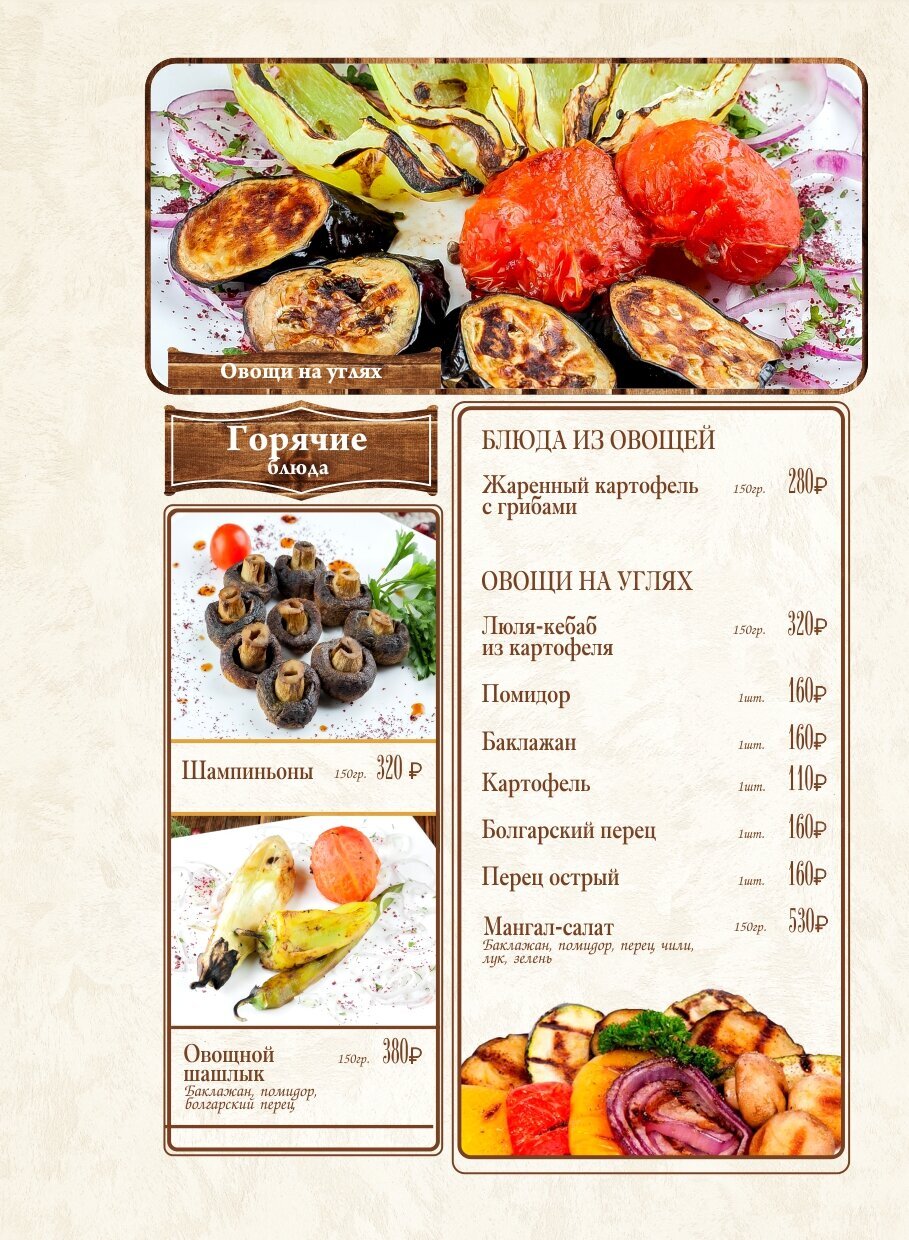 Овощи на углях
Горячие
блюда
Шампиньоны 150гр. 320 ₽
Овощной 150гр. 380₽
шашлык
Баклажан, помидор,
болгарский перец
БЛЮДА ИЗ ОВОЩЕЙ
Жаренный картофель 150гр. 280₽
с грибами
ОВОЩИ НА УГЛЯХ
Люля-кебаб 150гр. 320₽
из картофеля
Помидор 1шт. 160₽
Баклажан 1шт. 160₽
Картофель 1шт. 110₽
Болгарский перец 1шт. 160₽
Перец острый 1шт. 160₽
Мангал-салат 150гр. 530₽
Баклажан, помидор, перец чили,
лук, зелень